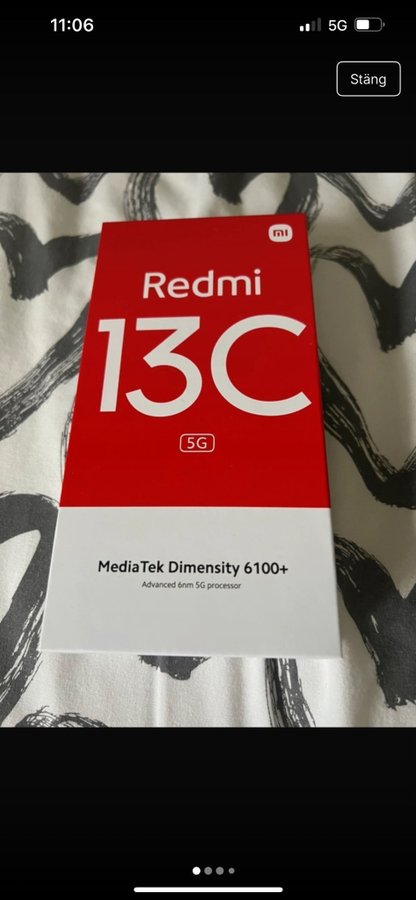 11:06
5G
Stäng
mi
Redmi
13C
5G
MediaTek Dimensity 6100+
Advanced 6nm 5G processor